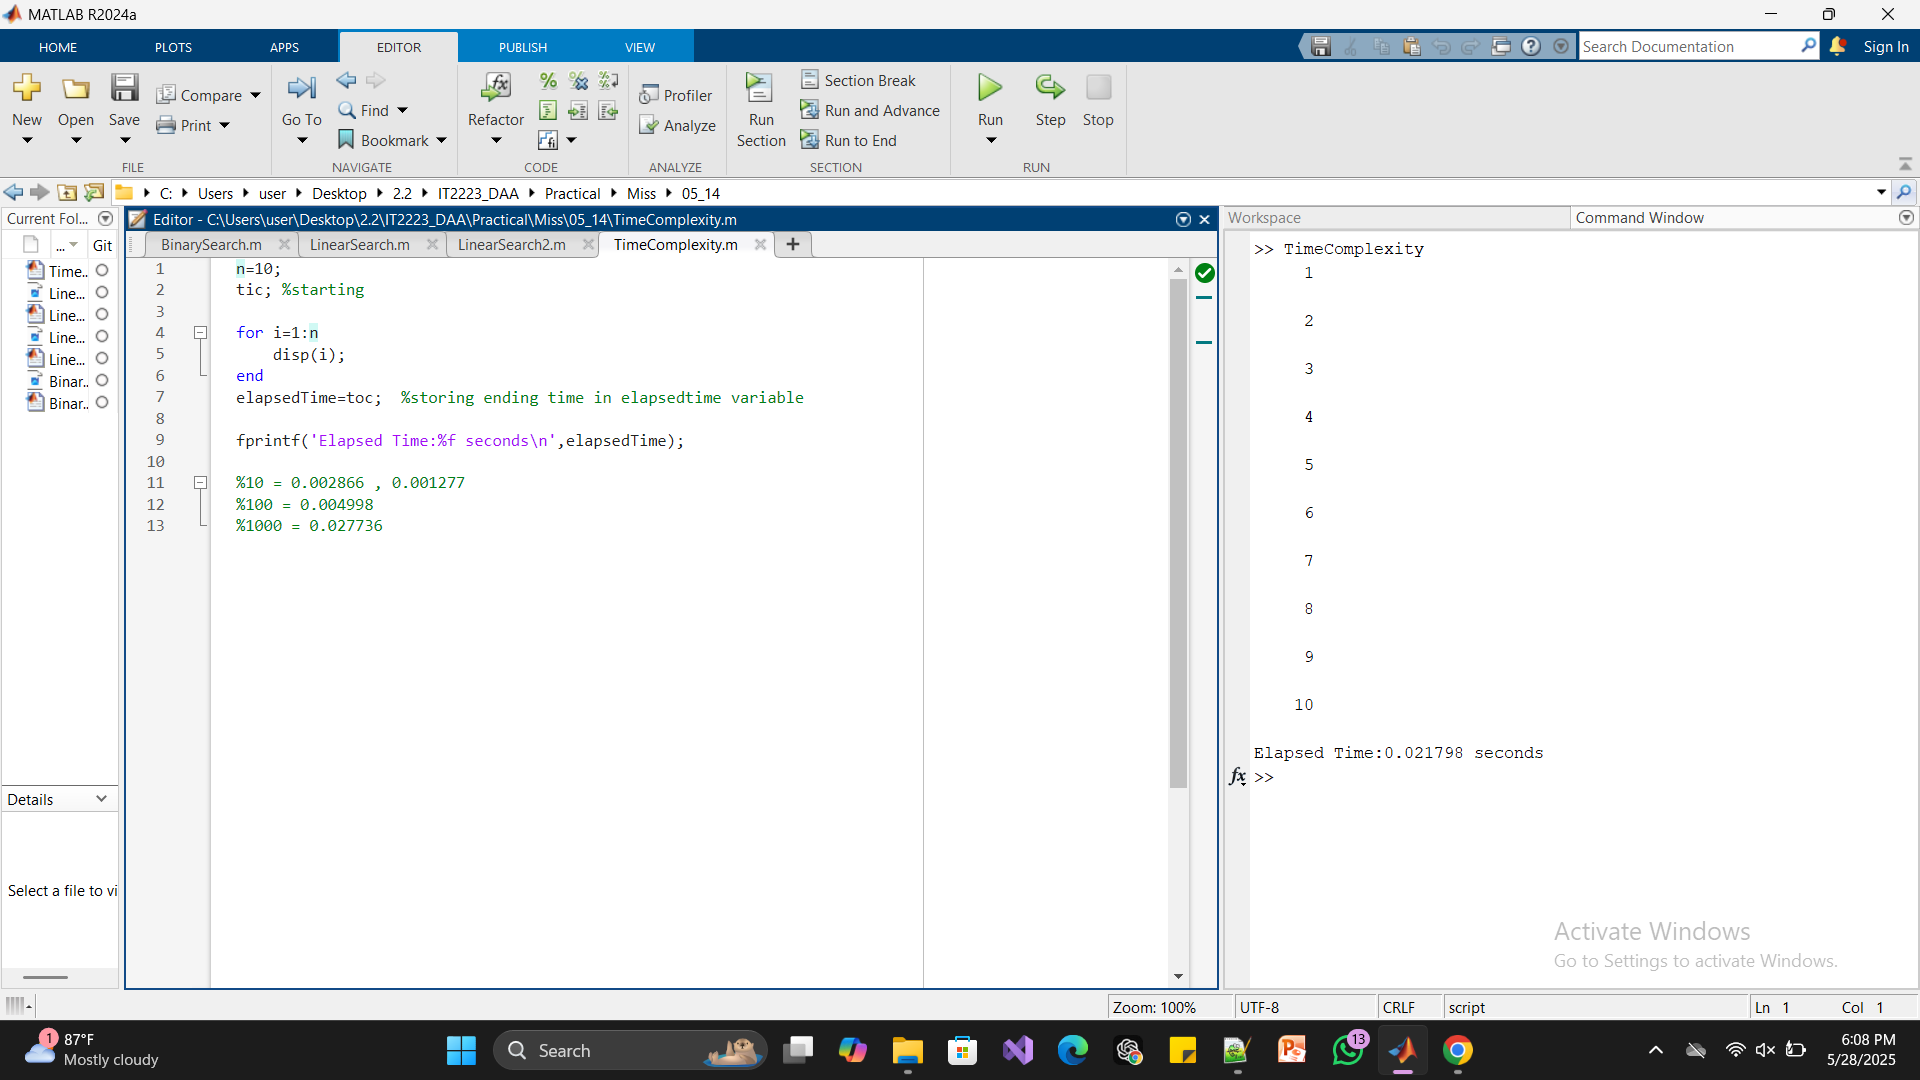 MATLAB R2024a
HOME PLOTS APPS EDITOR PUBLISH VIEW Search Documentation Sign In
New Open Save Compare Print FILE
Go To Find Bookmark NAVIGATE
Refactor CODE
Profiler Analyze ANALYZE
Run Section Section Break Run and Advance Run to End SECTION
Run Step Stop RUN
C: Users user Desktop 2.2 IT2223_DAA Practical Miss 05_14
Current Fol...
... Git
Time..
Line...
Line...
Line...
Line...
Binar..
Binar..
Details
Select a file to vi
Editor - C:\Users\user\Desktop\2.2\IT2223_DAA\Practical\Miss\05_14\TimeComplexity.m
BinarySearch.m LinearSearch.m LinearSearch2.m TimeComplexity.m
1 n=10;
2 tic; %starting
3
4 for i=1:n
5 disp(i);
6 end
7 elapsedTime=toc; %storing ending time in elapsedtime variable
8
9 fprintf('Elapsed Time:%f seconds\n',elapsedTime);
10
11 %10 = 0.002866 , 0.001277
12 %100 = 0.004998
13 %1000 = 0.027736
Workspace Command Window
>> TimeComplexity
1
2
3
4
5
6
7
8
9
10
Elapsed Time:0.021798 seconds
fx >>
Activate Windows
Go to Settings to activate Windows.
Zoom: 100% UTF-8 CRLF script Ln 1 Col 1
1 87°F
Mostly cloudy
Search
13
6:08 PM
5/28/2025